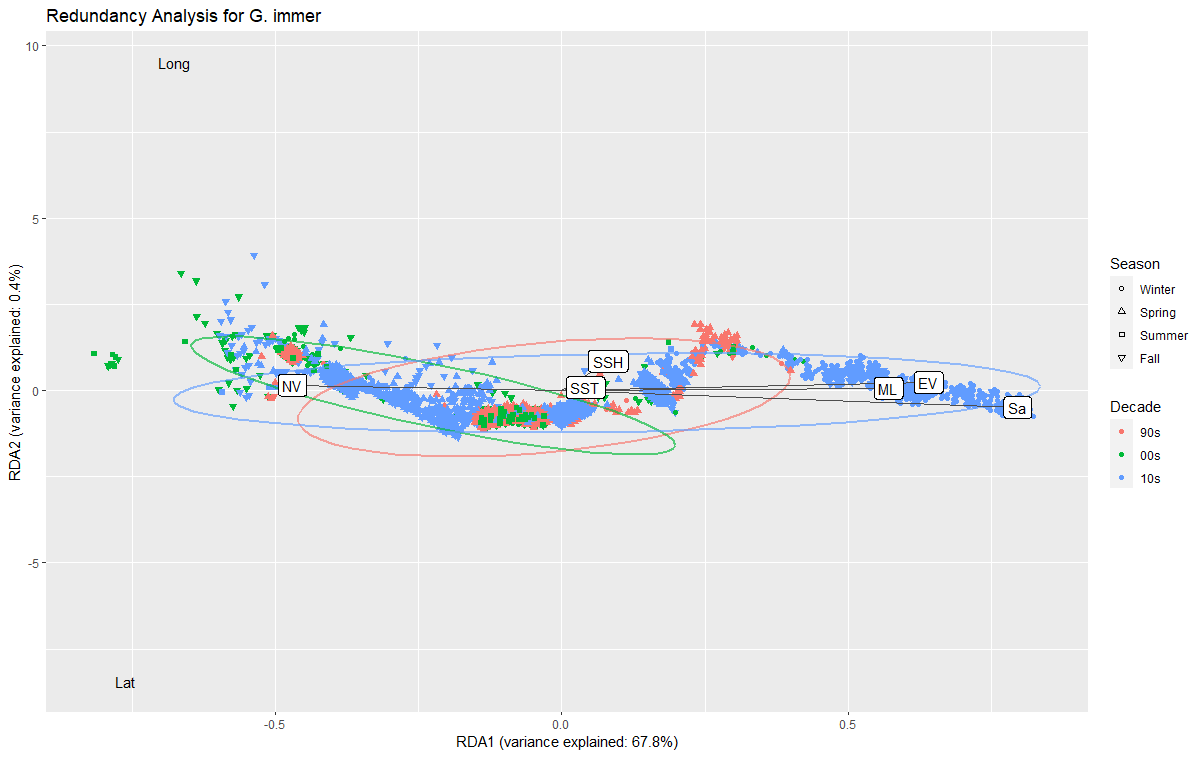 Redundancy Analysis for G. immer
10
5
0
-5
RDA2 (variance explained: 0.4%)
Long
SSH
SST
NV
ML
EV
Sa
Lat
-0.5
0.0
0.5
RDA1 (variance explained: 67.8%)
Season
Winter
Spring
Summer
Fall
Decade
90s
00s
10s